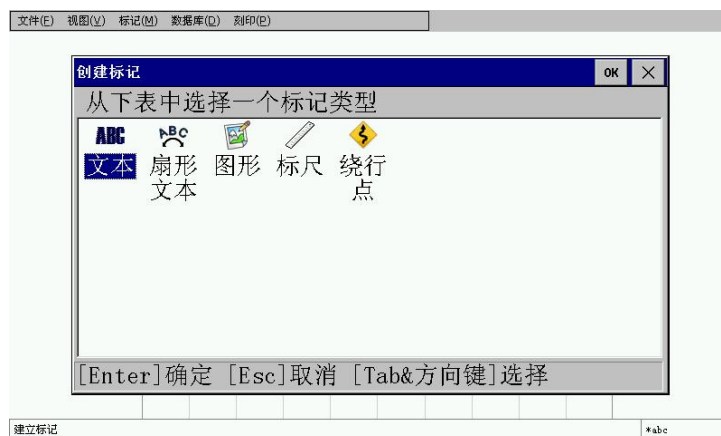 文件(F) 视图(V) 标记(M) 数据库(D) 刻印(P)
创建标记 OK
从下表中选择一个标记类型
ABC ABC
文本 扇形文本 图形 标尺 绕行点
[Enter]确定 [Esc]取消 [Tab&方向键]选择
建立标记 *abc